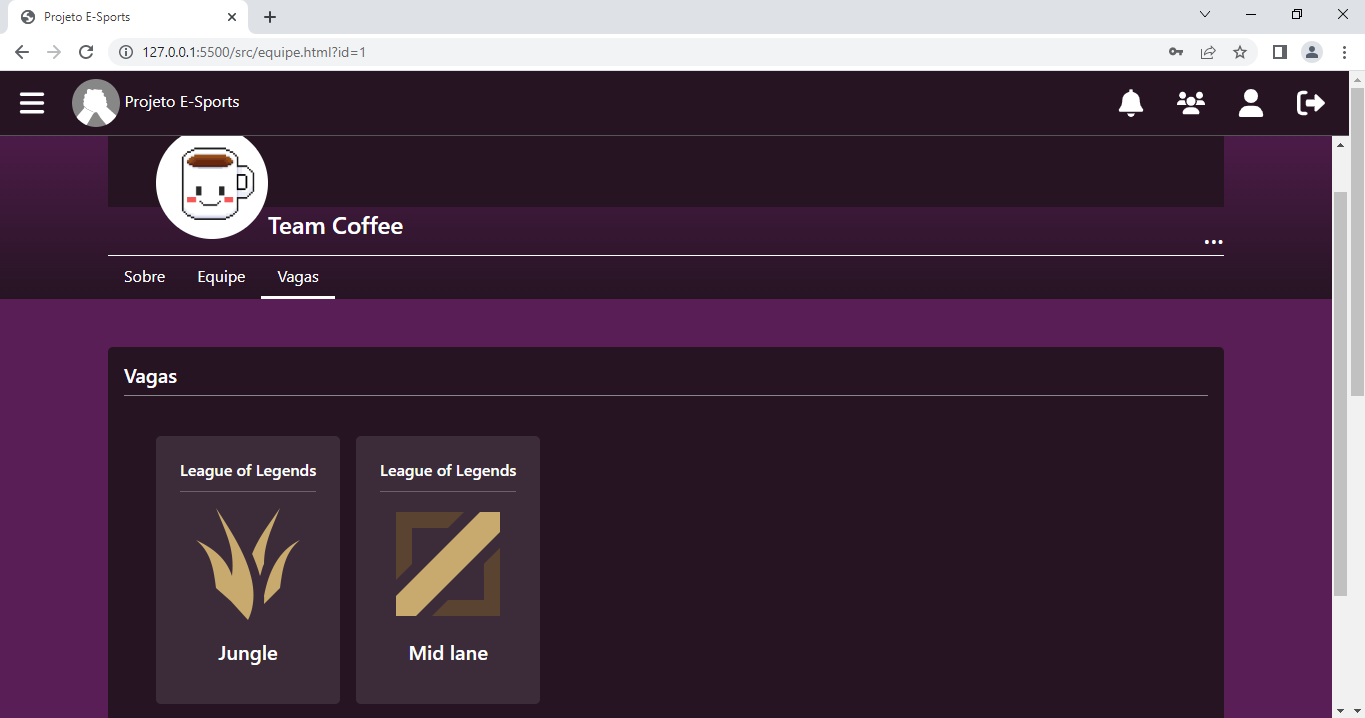 Projeto E-Sports
127.0.0.1:5500/src/equipe.html?id=1
Projeto E-Sports
Team Coffee
Sobre Equipe Vagas
Vagas
League of Legends
Jungle
League of Legends
Mid lane